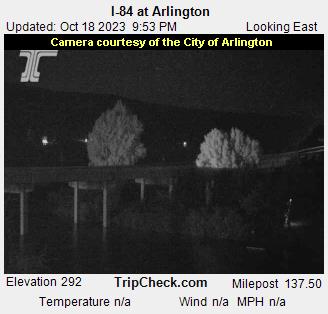 I-84 at Arlington
Updated: Oct 18 2023 9:53 PM Looking East
Camera courtesy of the City of Arlington
Elevation 292 TripCheck.com Milepost 137.50
Temperature n/a Wind n/a MPH n/a